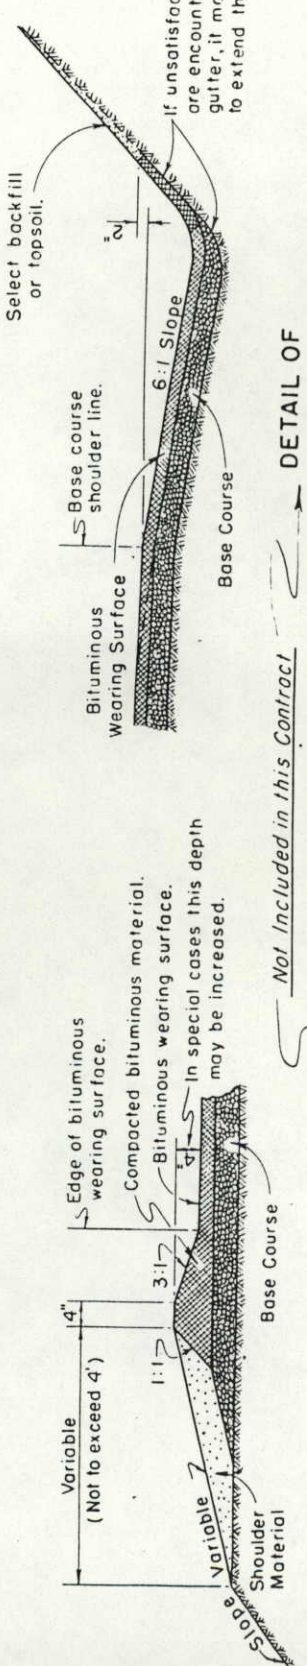 Variable
(Not to exceed 4')
4"
Edge of bituminous
wearing surface.
Compacted bituminous material.
Bituminous wearing surface.
In special cases this depth
may be increased.
4"
3:1
1:1
Variable
Slope
Shoulder
Material
Base Course
Bituminous
Wearing Surface
Base course
shoulder line.
6:1 Slope
2"
Base Course
Select backfill
or topsoil.
If unsatisfac
are encount
gutter, it ma
to extend th
Not Included in this Contract
DETAIL OF